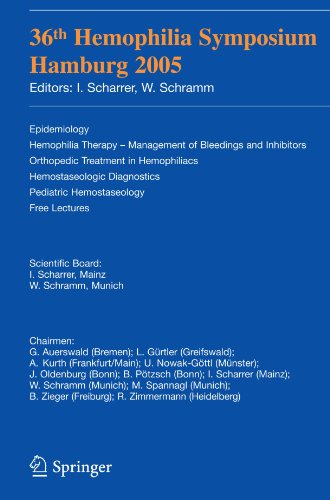 36th Hemophilia Symposium
Hamburg 2005
Editors: I. Scharrer, W. Schramm
Epidemiology
Hemophilia Therapy – Management of Bleedings and Inhibitors
Orthopedic Treatment in Hemophiliacs
Hemostaseologic Diagnostics
Pediatric Hemostaseology
Free Lectures
Scientific Board:
I. Scharrer, Mainz
W. Schramm, Munich
Chairmen:
G. Auerswald (Bremen); L. Gürtler (Greifswald);
A. Kurth (Frankfurt/Main); U. Nowak-Göttl (Münster);
J. Oldenburg (Bonn); B. Pötzsch (Bonn); I. Scharrer (Mainz);
W. Schramm (Munich); M. Spannagl (Munich);
B. Zieger (Freiburg); R. Zimmermann (Heidelberg)
Springer